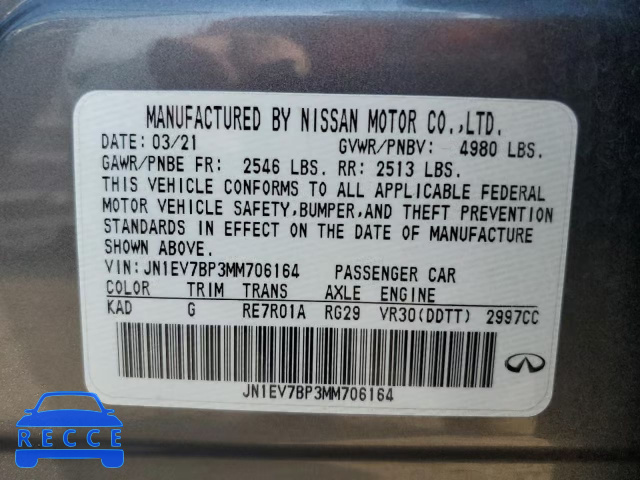 MANUFACTURED BY NISSAN MOTOR CO.,LTD.
DATE: 03/21 GVWR/PNBV: 4980 LBS.
GAWR/PNBE FR: 2546 LBS. RR: 2513 LBS.
THIS VEHICLE CONFORMS TO ALL APPLICABLE FEDERAL
MOTOR VEHICLE SAFETY,BUMPER,AND THEFT PREVENTION
STANDARDS IN EFFECT ON THE DATE OF MANUFACTURE
SHOWN ABOVE.
VIN:JN1EV7BP3MM706164 PASSENGER CAR
COLOR TRIM TRANS AXLE ENGINE
KAD G RE7R01A RG29 VR30(DDTT) 2997CC
JN1EV7BP3MM706164
RECCE